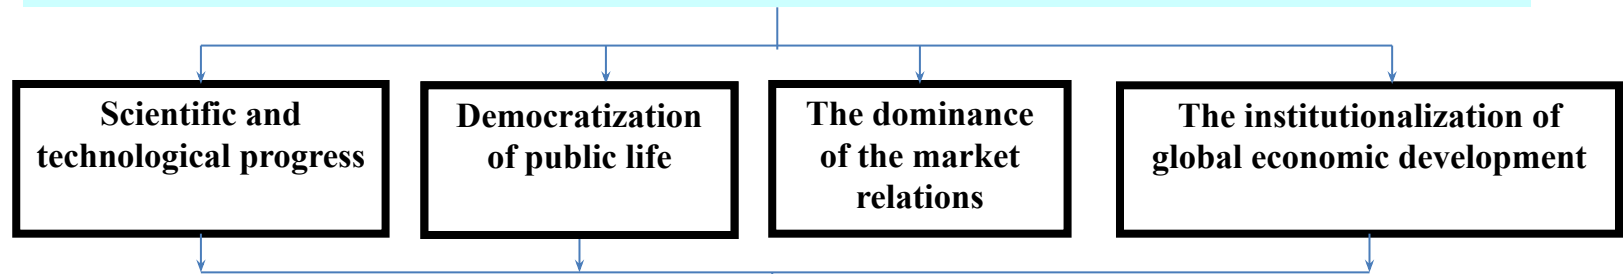 Scientific and
technological progress
Democratization
of public life
The dominance
of the market
relations
The institutionalization of
global economic development